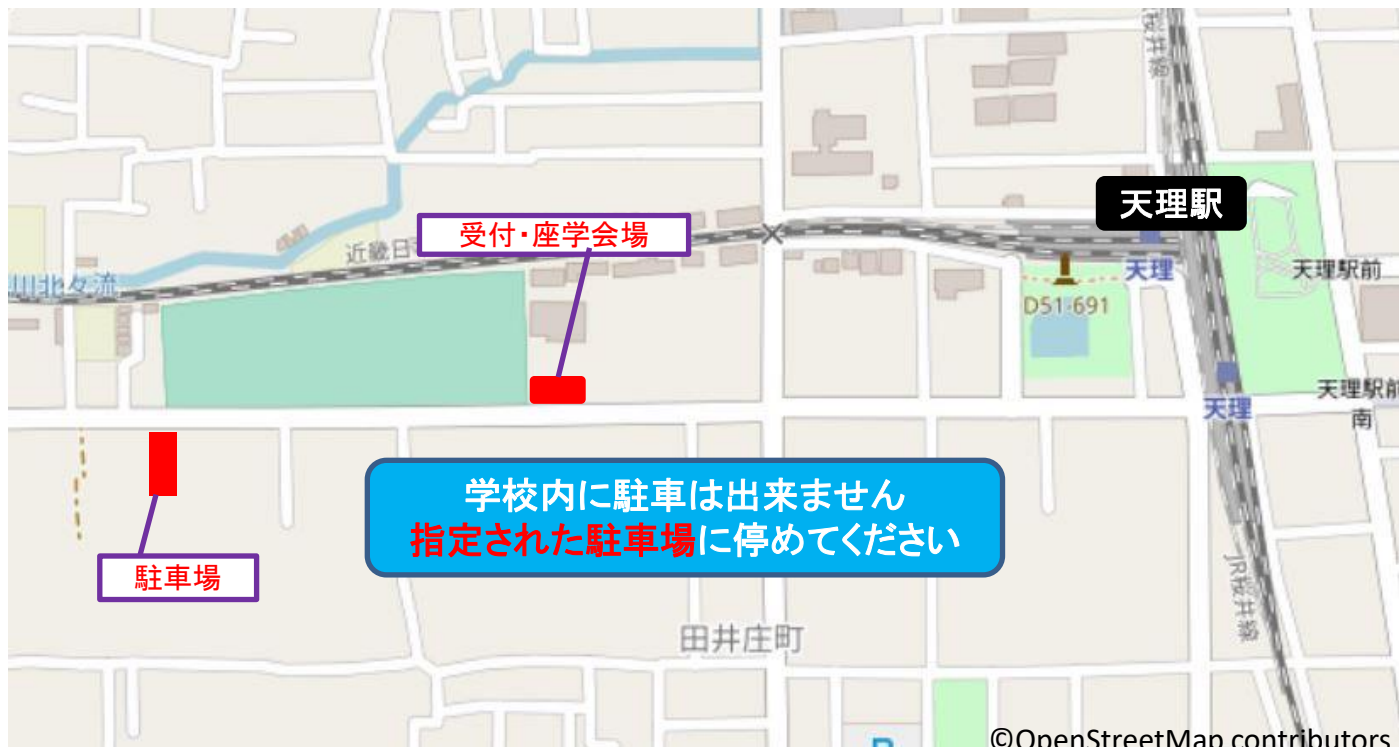 桜井線
天理駅
受付・座学会場
近畿日
天理
天理駅前
川北々流
D51-691
天理駅前
南
天理
学校内に駐車は出来ません
指定された駐車場に停めてください
駐車場
JR桜井線
田井庄町
©OpenStreetMap contributors